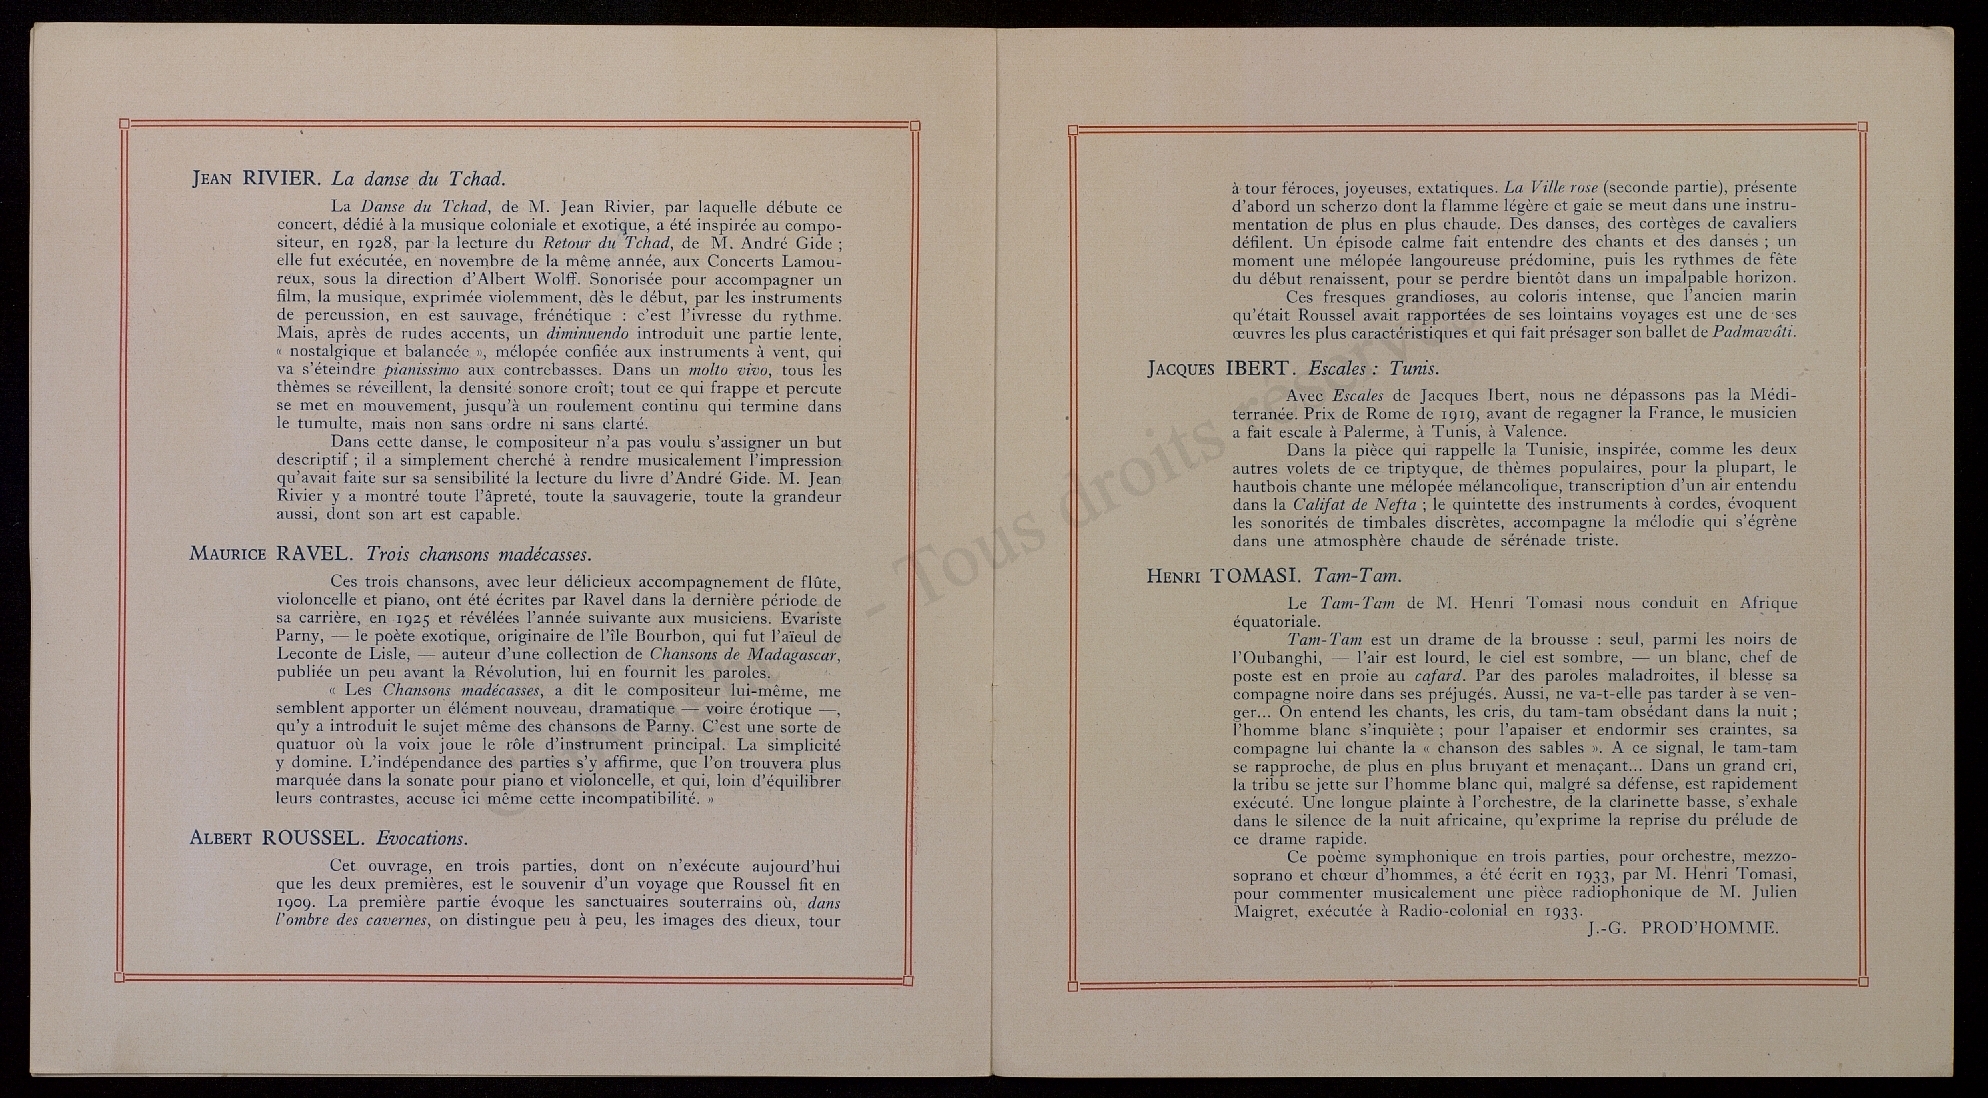 JEAN RIVIER. La danse du Tchad.
La Danse du Tchad, de M. Jean Rivier, par laquelle débute ce
concert, dédié à la musique coloniale et exotique, a été inspirée au compo-
siteur, en 1928, par la lecture du Retour du Tchad, de M. André Gide ;
elle fut exécutée, en novembre de la même année, aux Concerts Lamou-
reux, sous la direction d'Albert Wolff. Sonorisée pour accompagner un
film, la musique, exprimée violemment, dès le début, par les instruments
de percussion, en est sauvage, frénétique : c'est l'ivresse du rythme.
Mais, après de rudes accents, un diminuendo introduit une partie lente,
« nostalgique et balancée », mélopée confiée aux instruments à vent, qui
va s'éteindre pianissimo aux contrebasses. Dans un molto vivo, tous les
thèmes se réveillent, la densité sonore croît; tout ce qui frappe et percute
se met en mouvement, jusqu'à un roulement continu qui termine dans
le tumulte, mais non sans ordre ni sans clarté.
Dans cette danse, le compositeur n'a pas voulu s'assigner un but
descriptif ; il a simplement cherché à rendre musicalement l'impression
qu'avait faite sur sa sensibilité la lecture du livre d'André Gide. M. Jean
Rivier y a montré toute l'âpreté, toute la sauvagerie, toute la grandeur
aussi, dont son art est capable.
MAURICE RAVEL. Trois chansons madécasses.
Ces trois chansons, avec leur délicieux accompagnement de flûte,
violoncelle et piano, ont été écrites par Ravel dans la dernière période de
sa carrière, en 1925 et révélées l'année suivante aux musiciens. Evariste
Parny, — le poète exotique, originaire de l'île Bourbon, qui fut l'aïeul de
Leconte de Lisle, — auteur d'une collection de Chansons de Madagascar,
publiée un peu avant la Révolution, lui en fournit les paroles.
« Les Chansons madécasses, a dit le compositeur lui-même, me
semblent apporter un élément nouveau, dramatique — voire érotique —,
qu'y a introduit le sujet même des chansons de Parny. C'est une sorte de
quatuor où la voix joue le rôle d'instrument principal. La simplicité
y domine. L'indépendance des parties s'y affirme, que l'on trouvera plus
marquée dans la sonate pour piano et violoncelle, et qui, loin d'équilibrer
leurs contrastes, accuse ici même cette incompatibilité. »
ALBERT ROUSSEL. Evocations.
Cet ouvrage, en trois parties, dont on n'exécute aujourd'hui
que les deux premières, est le souvenir d'un voyage que Roussel fit en
1909. La première partie évoque les sanctuaires souterrains où, dans
l'ombre des cavernes, on distingue peu à peu, les images des dieux, tour
à tour féroces, joyeuses, extatiques. La Ville rose (seconde partie), présente
d'abord un scherzo dont la flamme légère et gaie se meut dans une instru-
mentation de plus en plus chaude. Des danses, des cortèges de cavaliers
défilent. Un épisode calme fait entendre des chants et des danses ; un
moment une mélopée langoureuse prédomine, puis les rythmes de fête
du début renaissent, pour se perdre bientôt dans un impalpable horizon.
Ces fresques grandioses, au coloris intense, que l'ancien marin
qu'était Roussel avait rapportées de ses lointains voyages est une de ses
œuvres les plus caractéristiques et qui fait présager son ballet de Padmavâti.
JACQUES IBERT. Escales : Tunis.
Avec Escales de Jacques Ibert, nous ne dépassons pas la Médi-
terranée. Prix de Rome de 1919, avant de regagner la France, le musicien
a fait escale à Palerme, à Tunis, à Valence.
Dans la pièce qui rappelle la Tunisie, inspirée, comme les deux
autres volets de ce triptyque, de thèmes populaires, pour la plupart, le
hautbois chante une mélopée mélancolique, transcription d'un air entendu
dans la Califat de Nefta ; le quintette des instruments à cordes, évoquent
les sonorités de timbales discrètes, accompagne la mélodie qui s'égrène
dans une atmosphère chaude de sérénade triste.
HENRI TOMASI. Tam-Tam.
Le Tam-Tam de M. Henri Tomasi nous conduit en Afrique
équatoriale.
Tam-Tam est un drame de la brousse : seul, parmi les noirs de
l'Oubanghi, — l'air est lourd, le ciel est sombre, — un blanc, chef de
poste est en proie au cafard. Par des paroles maladroites, il blesse sa
compagne noire dans ses préjugés. Aussi, ne va-t-elle pas tarder à se ven-
ger... On entend les chants, les cris, du tam-tam obsédant dans la nuit ;
l'homme blanc s'inquiète ; pour l'apaiser et endormir ses craintes, sa
compagne lui chante la « chanson des sables ». A ce signal, le tam-tam
se rapproche, de plus en plus bruyant et menaçant... Dans un grand cri,
la tribu se jette sur l'homme blanc qui, malgré sa défense, est rapidement
exécuté. Une longue plainte à l'orchestre, de la clarinette basse, s'exhale
dans le silence de la nuit africaine, qu'exprime la reprise du prélude de
ce drame rapide.
Ce poème symphonique en trois parties, pour orchestre, mezzo-
soprano et chœur d'hommes, a été écrit en 1933, par M. Henri Tomasi,
pour commenter musicalement une pièce radiophonique de M. Julien
Maigret, exécutée à Radio-colonial en 1933.
J.-G. PROD'HOMME.
- Tous droits réservés